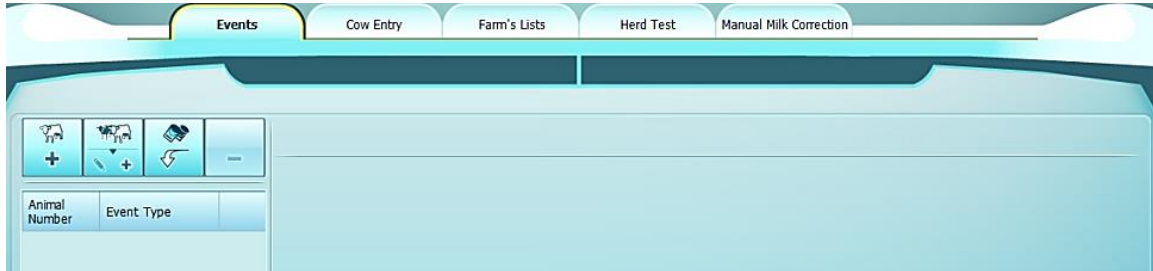 Events Cow Entry Farm's Lists Herd Test Manual Milk Correction
Animal
Number
Event Type